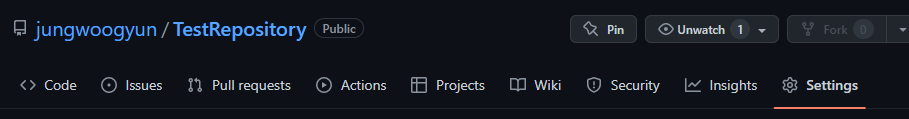 jungwoogyun / TestRepository Public Pin Unwatch 1 Fork 0
Code Issues Pull requests Actions Projects Wiki Security Insights Settings